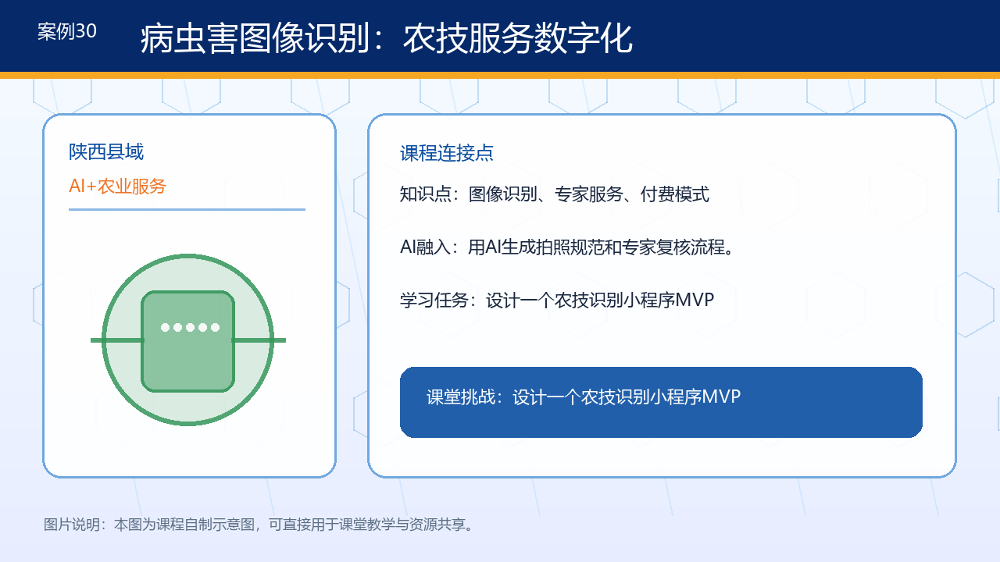 案例30
病虫害图像识别：农技服务数字化
陕西县域
AI+农业服务
课程连接点
知识点：图像识别、专家服务、付费模式
AI融入：用AI生成拍照规范和专家复核流程。
学习任务：设计一个农技识别小程序MVP
课堂挑战：设计一个农技识别小程序MVP
图片说明：本图为课程自制示意图，可直接用于课堂教学与资源共享。